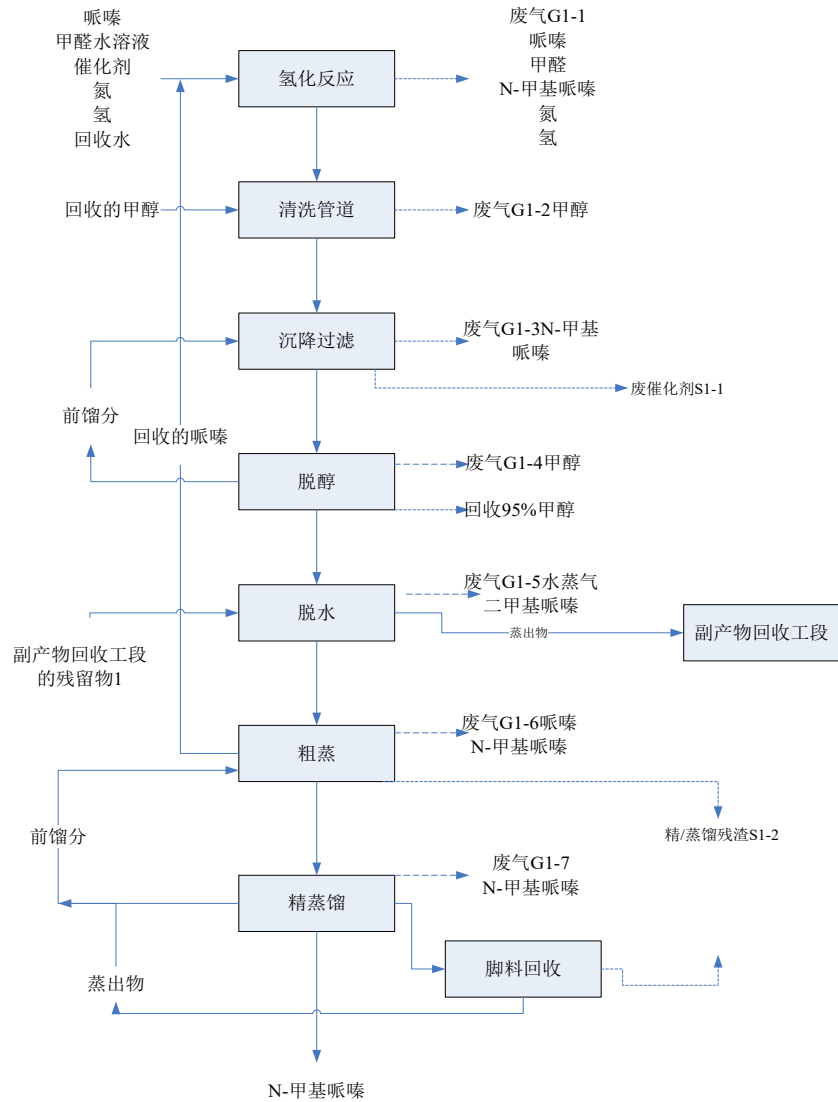 哌嗪
甲醛水溶液
催化剂
氮
氢
回收水
氢化反应
废气G1-1
哌嗪
甲醛
N-甲基哌嗪
氮
氢
回收的甲醇
清洗管道
废气G1-2甲醇
沉降过滤
废气G1-3N-甲基
哌嗪
废催化剂S1-1
前馏分
回收的哌嗪
脱醇
废气G1-4甲醇
回收95%甲醇
脱水
废气G1-5水蒸气
二甲基哌嗪
蒸出物
副产物回收工段
副产物回收工段
的残留物1
粗蒸
废气G1-6哌嗪
N-甲基哌嗪
前馏分
精/蒸馏残渣S1-2
精蒸馏
废气G1-7
N-甲基哌嗪
脚料回收
蒸出物
N-甲基哌嗪